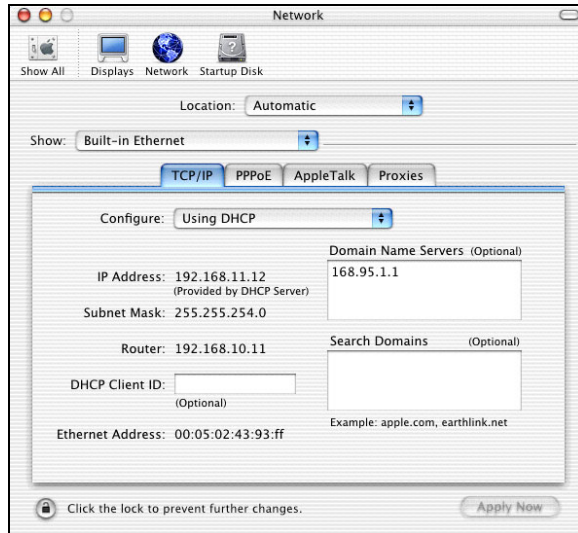 Network
Show All Displays Network Startup Disk
Location: Automatic
Show: Built-in Ethernet
TCP/IP PPPoE AppleTalk Proxies
Configure: Using DHCP
Domain Name Servers (Optional)
168.95.1.1
IP Address: 192.168.11.12
(Provided by DHCP Server)
Subnet Mask: 255.255.254.0
Router: 192.168.10.11
Search Domains (Optional)
DHCP Client ID:
(Optional)
Example: apple.com, earthlink.net
Ethernet Address: 00:05:02:43:93:ff
Click the lock to prevent further changes.
Apply Now